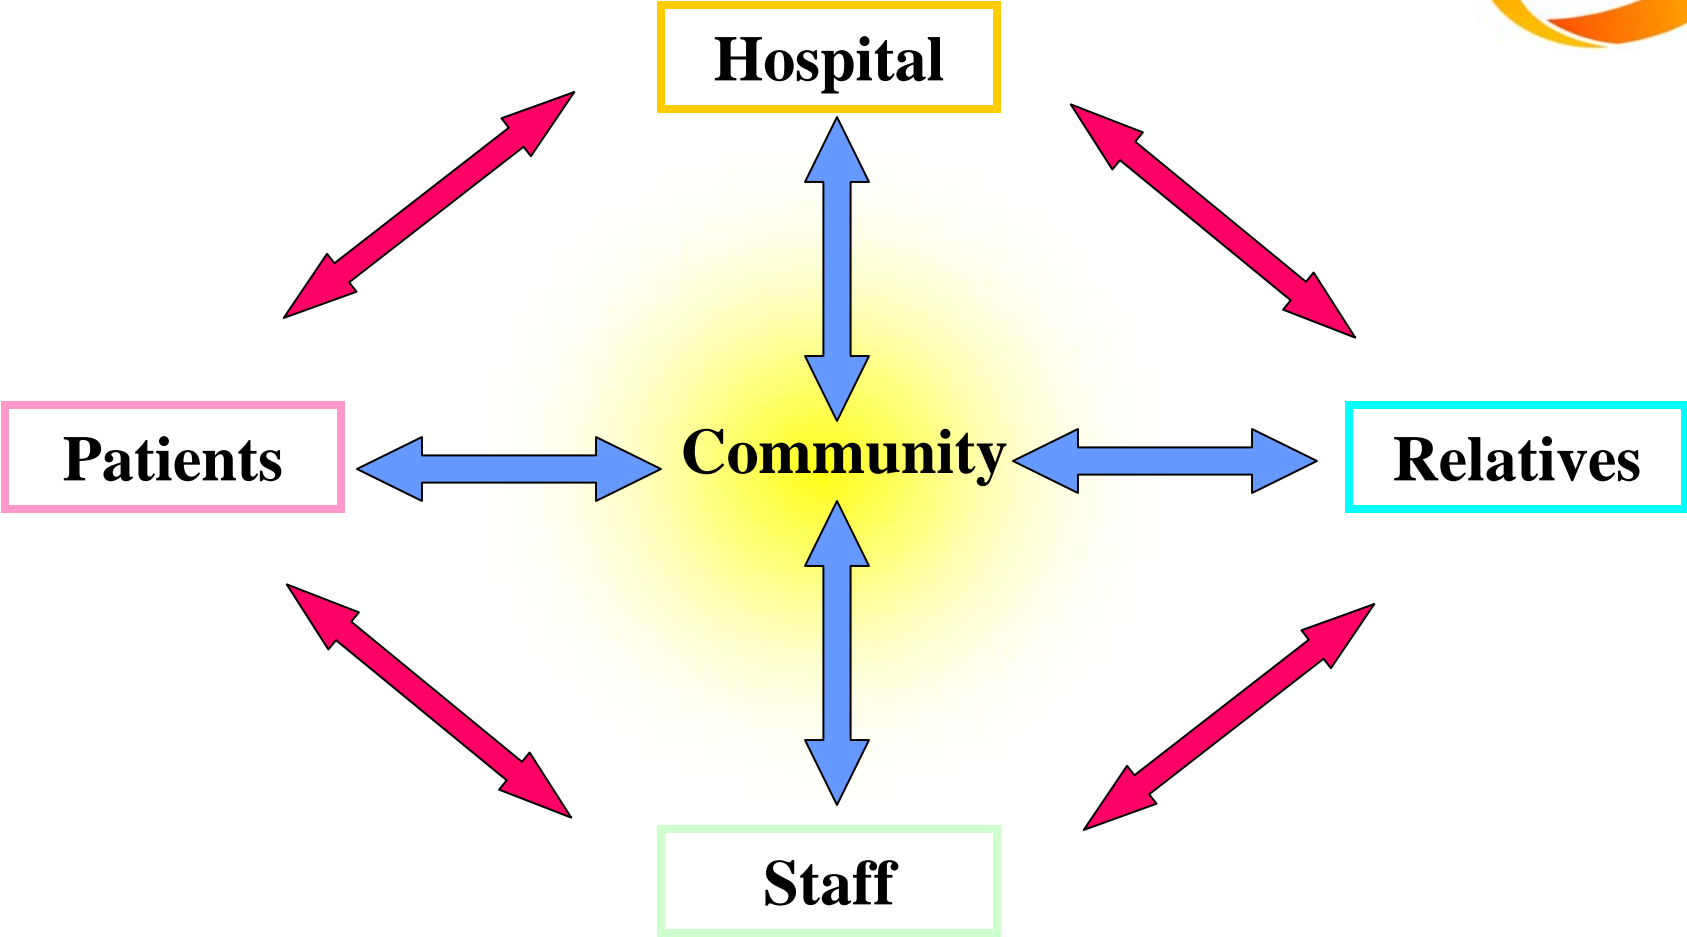 Hospital
Patients
Community
Relatives
Staff